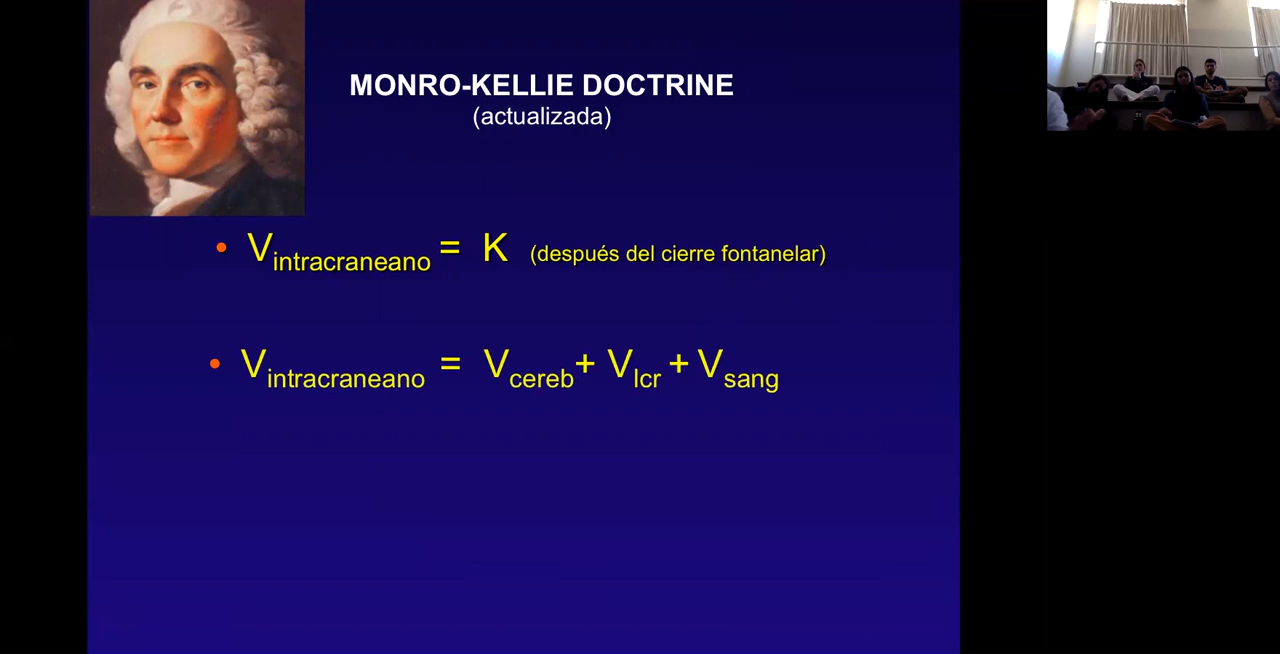 MONRO-KELLIE DOCTRINE
(actualizada)
• Vintracraneano = K (después del cierre fontanelar)
• Vintracraneano = Vcereb + Vlcr + Vsang